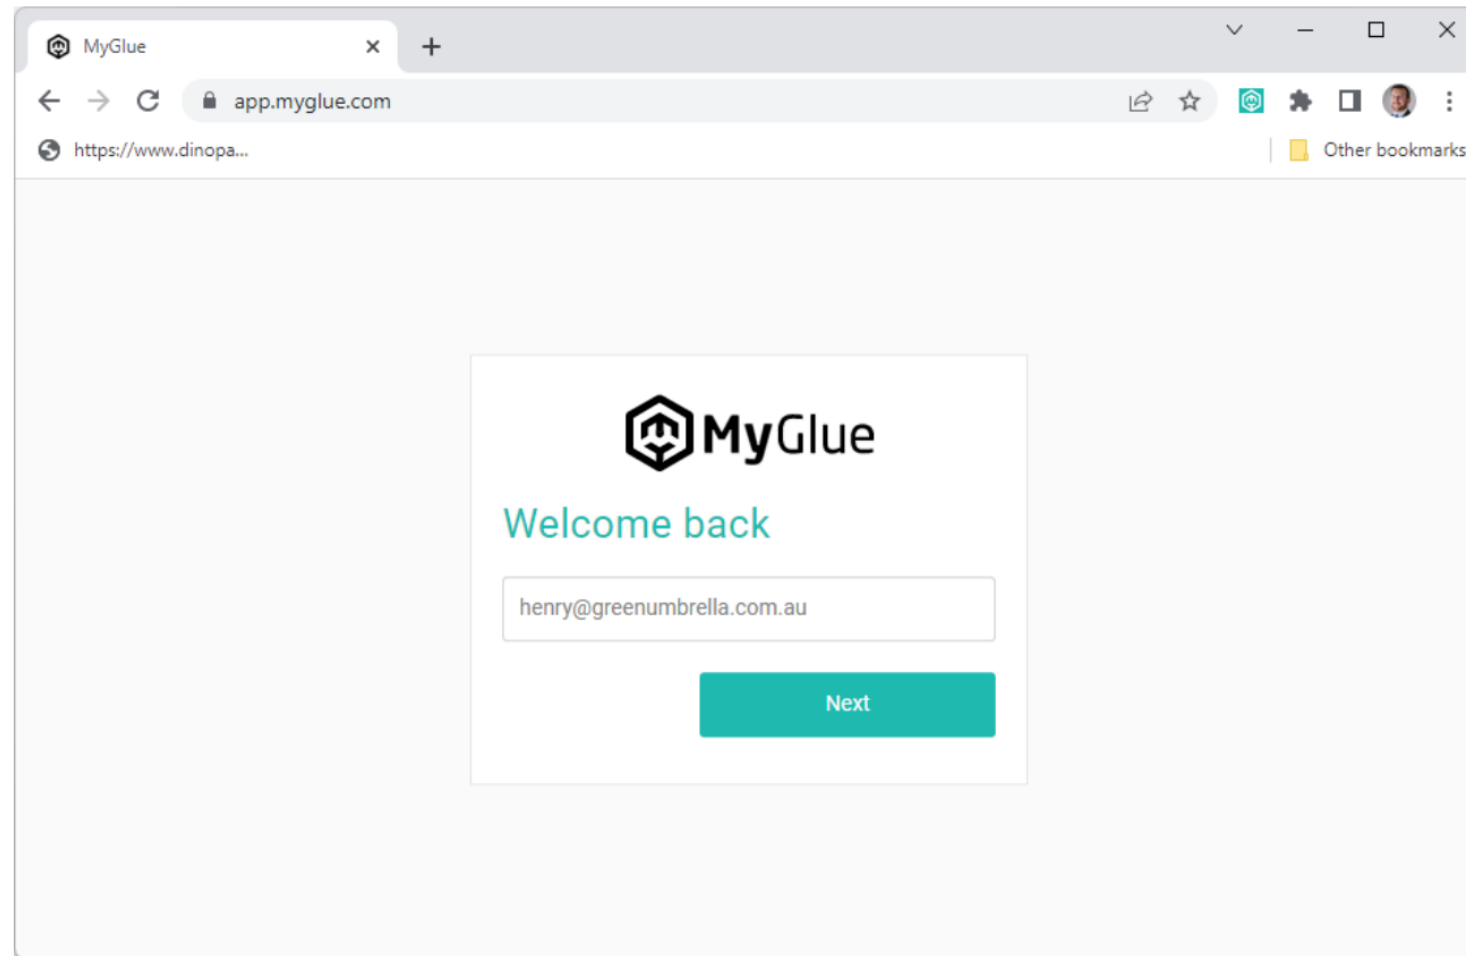 MyGlue
app.myglue.com
https://www.dinopa...
Other bookmarks
MyGlue
Welcome back
henry@greenumbrella.com.au
Next